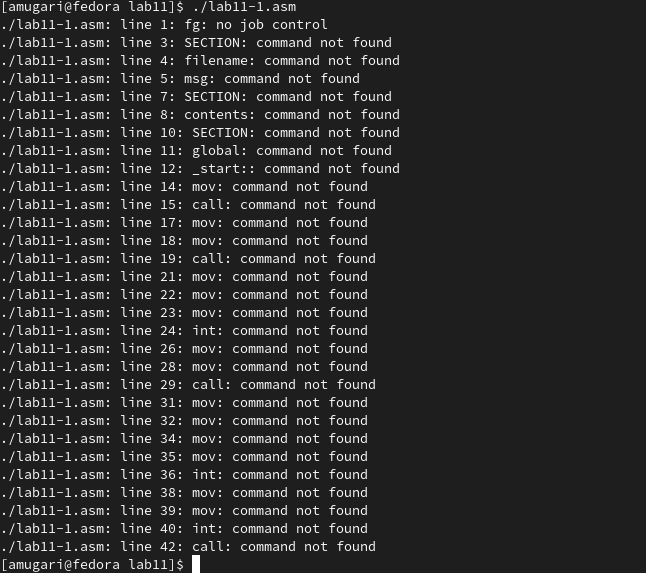 [amugari@fedora lab11]$ ./lab11-1.asm
./lab11-1.asm: line 1: fg: no job control
./lab11-1.asm: line 3: SECTION: command not found
./lab11-1.asm: line 4: filename: command not found
./lab11-1.asm: line 5: msg: command not found
./lab11-1.asm: line 7: SECTION: command not found
./lab11-1.asm: line 8: contents: command not found
./lab11-1.asm: line 10: SECTION: command not found
./lab11-1.asm: line 11: global: command not found
./lab11-1.asm: line 12: _start:: command not found
./lab11-1.asm: line 14: mov: command not found
./lab11-1.asm: line 15: call: command not found
./lab11-1.asm: line 17: mov: command not found
./lab11-1.asm: line 18: mov: command not found
./lab11-1.asm: line 19: call: command not found
./lab11-1.asm: line 21: mov: command not found
./lab11-1.asm: line 22: mov: command not found
./lab11-1.asm: line 23: mov: command not found
./lab11-1.asm: line 24: int: command not found
./lab11-1.asm: line 26: mov: command not found
./lab11-1.asm: line 28: mov: command not found
./lab11-1.asm: line 29: call: command not found
./lab11-1.asm: line 31: mov: command not found
./lab11-1.asm: line 32: mov: command not found
./lab11-1.asm: line 34: mov: command not found
./lab11-1.asm: line 35: mov: command not found
./lab11-1.asm: line 36: int: command not found
./lab11-1.asm: line 38: mov: command not found
./lab11-1.asm: line 39: mov: command not found
./lab11-1.asm: line 40: int: command not found
./lab11-1.asm: line 42: call: command not found
[amugari@fedora lab11]$